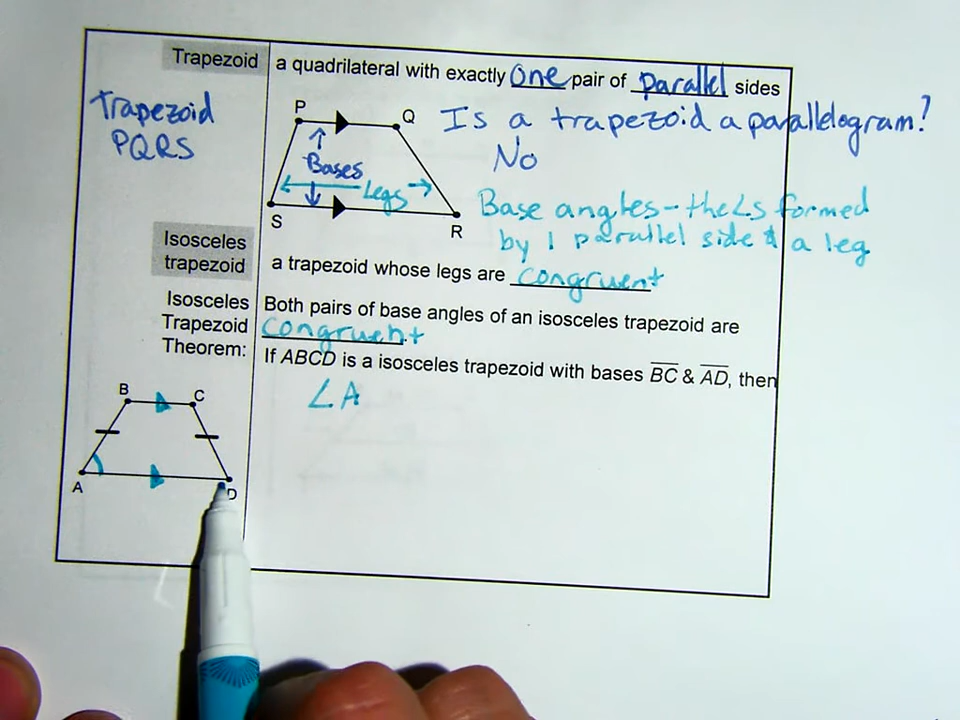 Trapezoid
a quadrilateral with exactly one pair of parallel sides
Trapezoid
PQRS
P
Q
Bases
Legs
S
R
Is a trapezoid a parallelogram?
No
Base angles - the ∠s formed
by 1 parallel side & a leg
Isosceles
trapezoid
a trapezoid whose legs are congruent
Isosceles
Trapezoid
Theorem:
Both pairs of base angles of an isosceles trapezoid are
congruent.
If ABCD is a isosceles trapezoid with bases BC & AD, then
∠A
B
C
A
D